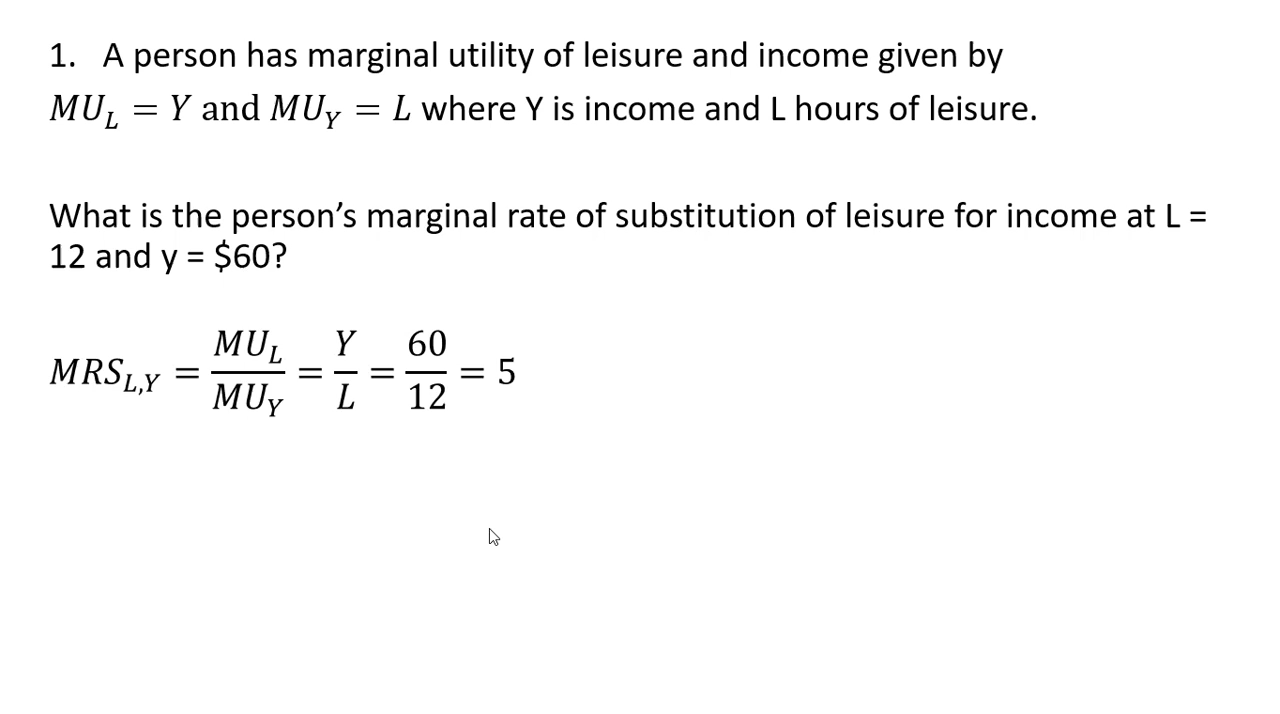 1. A person has marginal utility of leisure and income given by
𝑀𝑈_𝐿 = 𝑌 and 𝑀𝑈_𝑌 = 𝐿 where Y is income and L hours of leisure.
What is the person’s marginal rate of substitution of leisure for income at L =
12 and y = $60?
𝑀𝑅𝑆_{𝐿,𝑌} = 𝑀𝑈_𝐿/𝑀𝑈_𝑌 = 𝑌/𝐿 = 60/12 = 5